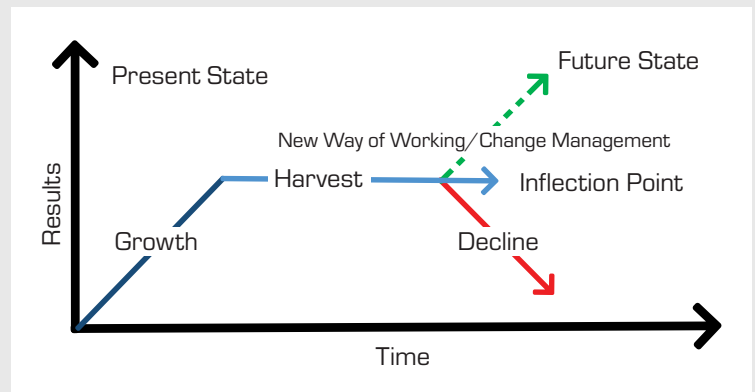 Future State
Present State
New Way of Working/Change Management
Harvest
Inflection Point
Results
Growth
Decline
Time